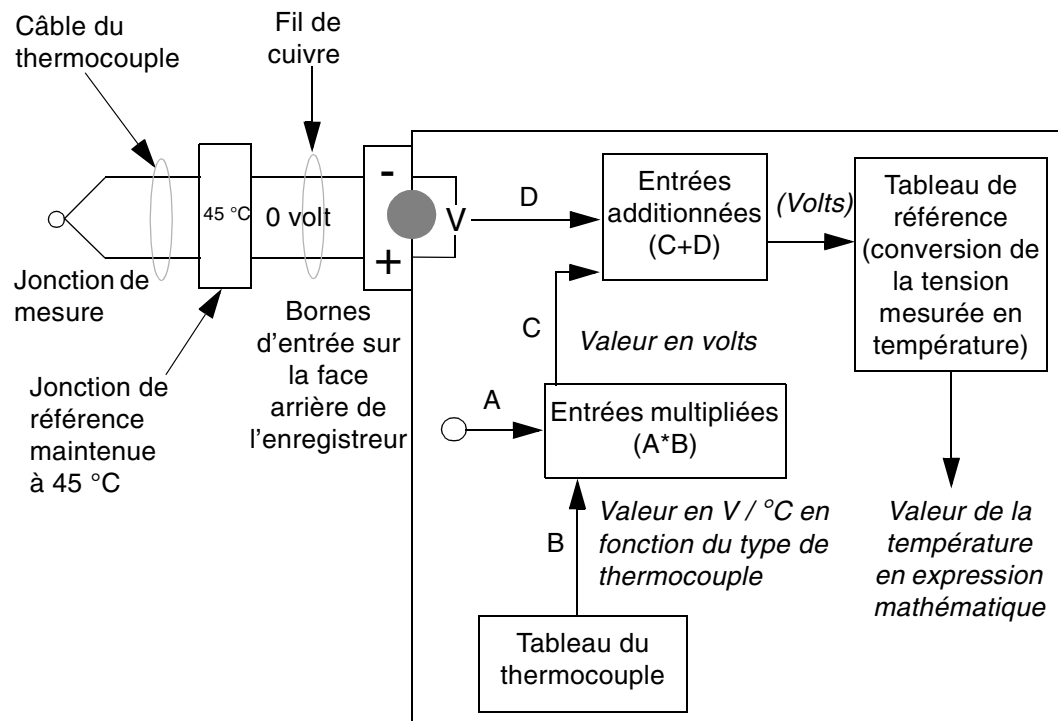 Câble du
thermocouple
Fil de
cuivre
45 °C
0 volt
-
+
V
D
Entrées
additionnées
(C+D)
(Volts)
Tableau de
référence
(conversion de
la tension
mesurée en
température)
Jonction de
mesure
Bornes
d'entrée sur
la face
arrière de
l'enregistreur
C
Valeur en volts
Jonction de
référence
maintenue
à 45 °C
A
Entrées multipliées
(A*B)
B
Valeur en V / °C en
fonction du type de
thermocouple
Valeur de la
température
en expression
mathématique
Tableau du
thermocouple